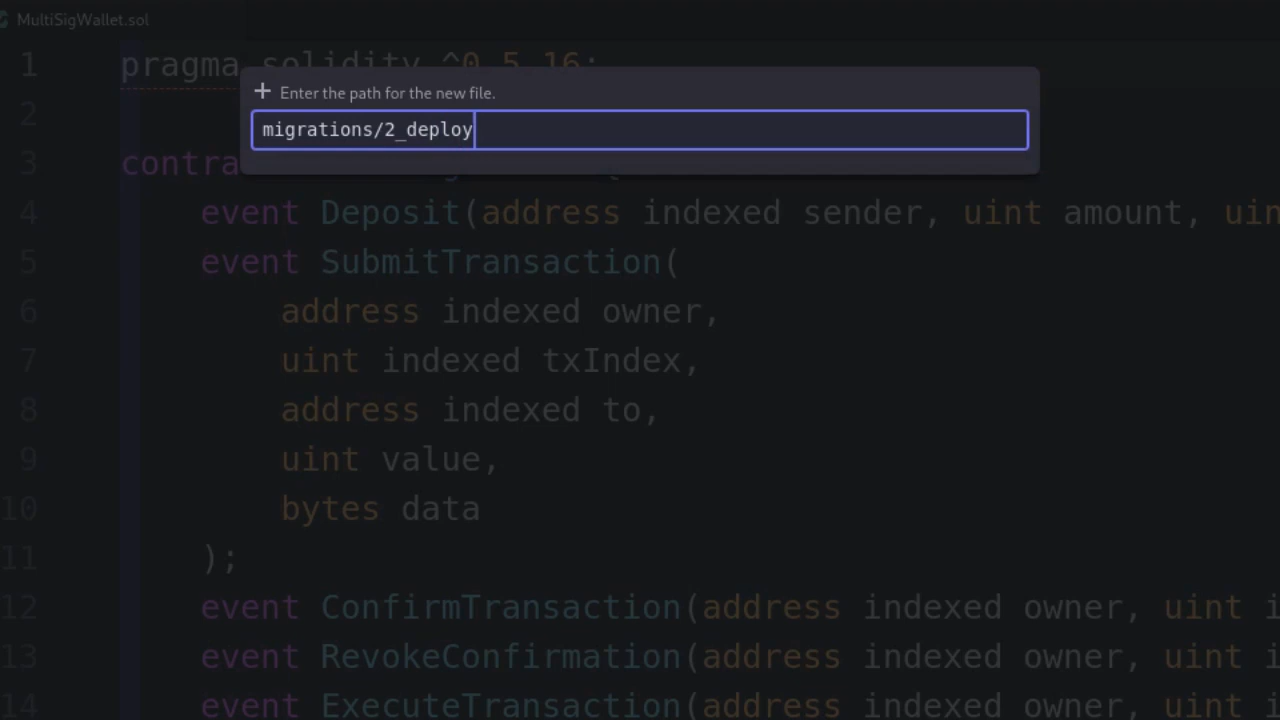 MultiSigWallet.sol
1 pragma solidity ^0.5.16;
Enter the path for the new file.
migrations/2_deploy
2
3 contra
4 event Deposit(address indexed sender, uint amount, uin
5 event SubmitTransaction(
6 address indexed owner,
7 uint indexed txIndex,
8 address indexed to,
9 uint value,
10 bytes data
11 );
12 event ConfirmTransaction(address indexed owner, uint i
13 event RevokeConfirmation(address indexed owner, uint i
14 event ExecuteTransaction(address indexed owner, uint i